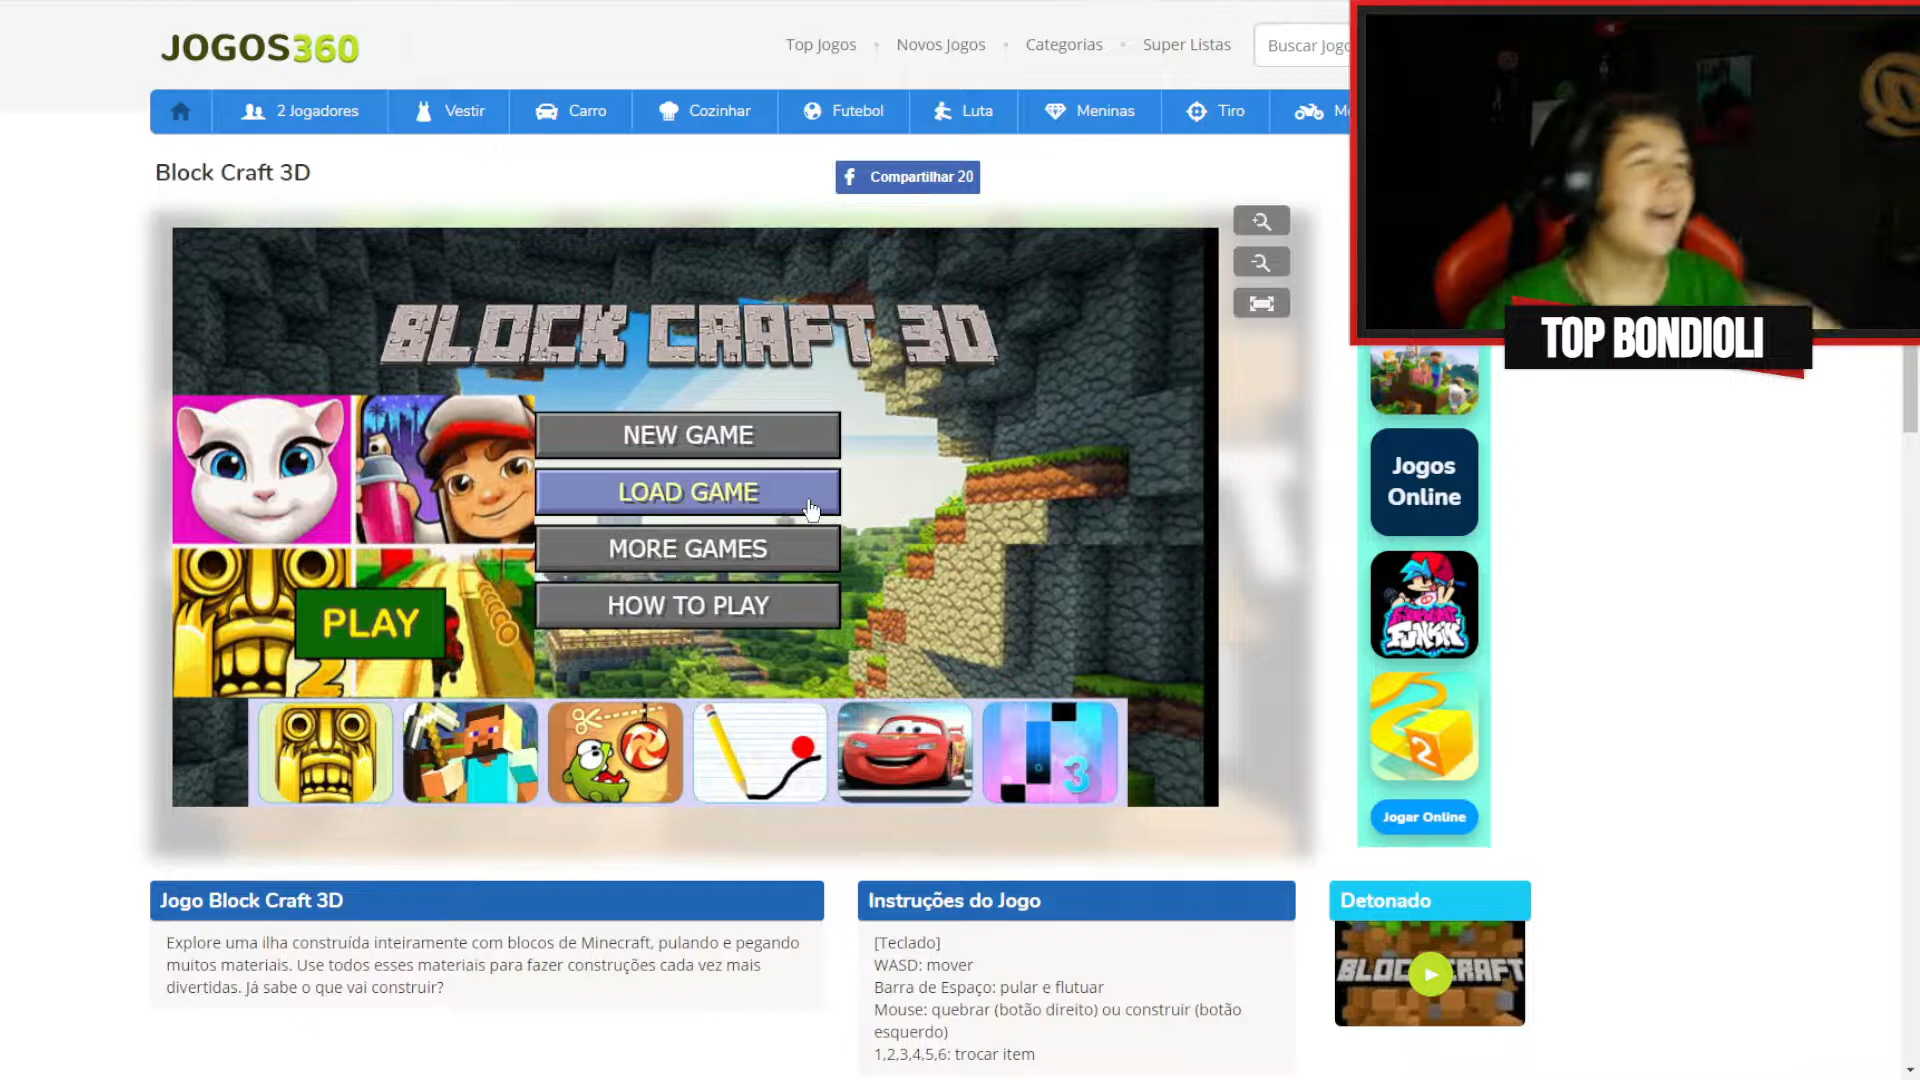 JOGOS360
Top Jogos
Novos Jogos
Categorias
Super Listas
Buscar Jogo
2 Jogadores
Vestir
Carro
Cozinhar
Futebol
Luta
Meninas
Tiro
Block Craft 3D
Compartilhar 20
TOP BONDIOLI
BLOCK CRAFT 3D
NEW GAME
LOAD GAME
MORE GAMES
HOW TO PLAY
PLAY
2
3
Jogos
Online
FUNKIN
2
Jogar Online
Jogo Block Craft 3D
Explore uma ilha construída inteiramente com blocos de Minecraft, pulando e pegando
muitos materiais. Use todos esses materiais para fazer construções cada vez mais
divertidas. Já sabe o que vai construir?
Instruções do Jogo
[Teclado]
WASD: mover
Barra de Espaço: pular e flutuar
Mouse: quebrar (botão direito) ou construir (botão
esquerdo)
1,2,3,4,5,6: trocar item
Detonado